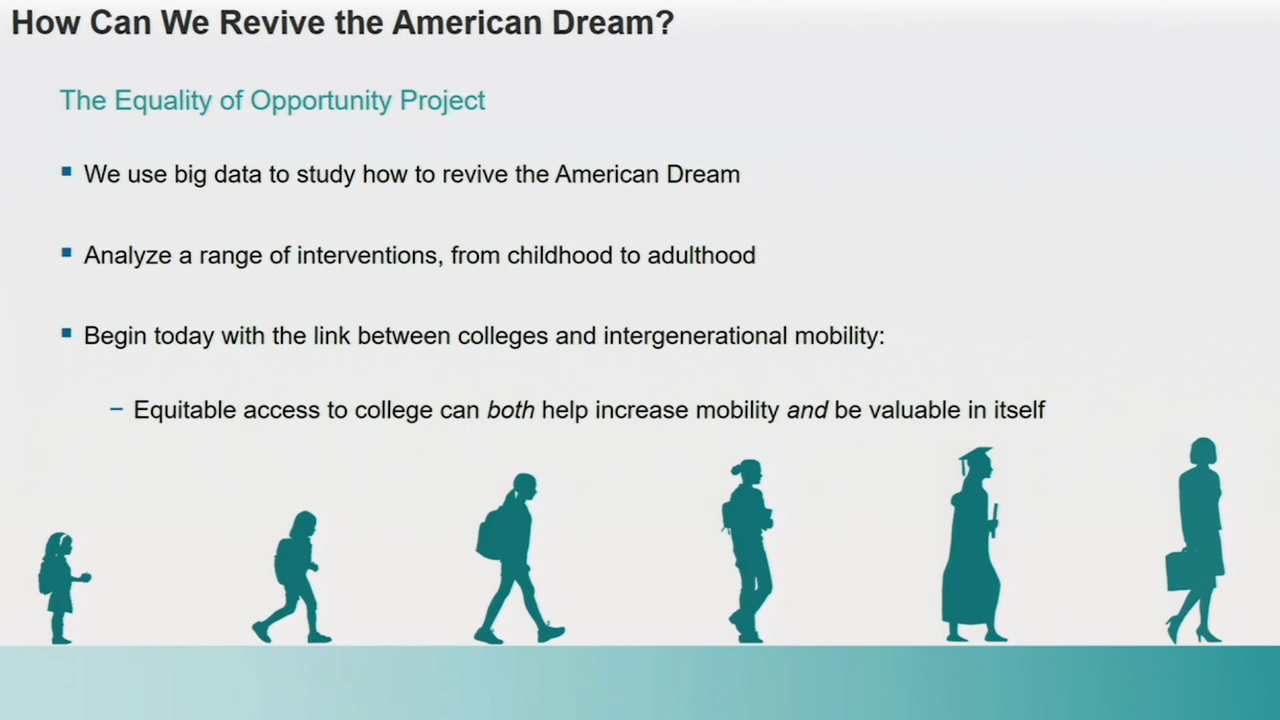 How Can We Revive the American Dream?
The Equality of Opportunity Project
We use big data to study how to revive the American Dream
Analyze a range of interventions, from childhood to adulthood
Begin today with the link between colleges and intergenerational mobility:
– Equitable access to college can both help increase mobility and be valuable in itself